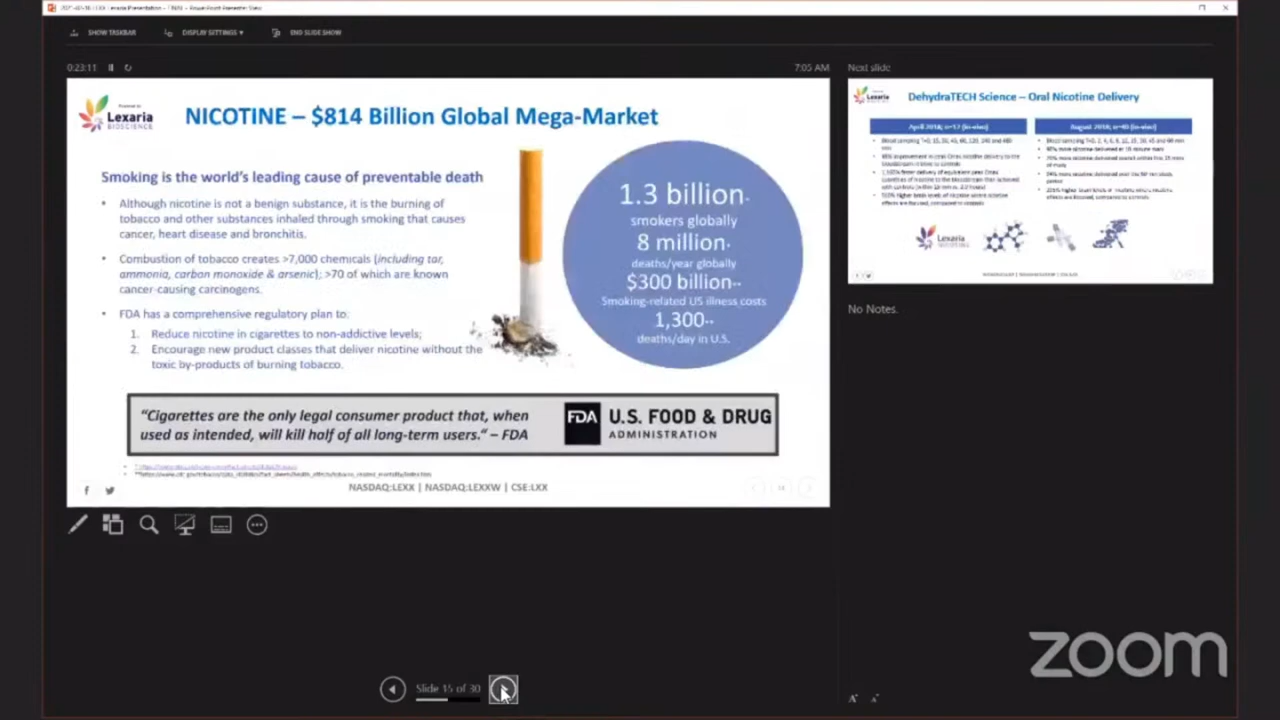 PowerPoint Presenter View
SHOW TASKBAR
DISPLAY SETTINGS ▾
END SLIDE SHOW
0:23:11
7:05 AM
Lexaria
BIOSCIENCE
NICOTINE – $814 Billion Global Mega-Market
Smoking is the world's leading cause of preventable death
• Although nicotine is not a benign substance, it is the burning of
tobacco and other substances inhaled through smoking that causes
cancer, heart disease and bronchitis.
• Combustion of tobacco creates >7,000 chemicals (including tar,
ammonia, carbon monoxide & arsenic); >70 of which are known
cancer-causing carcinogens.
• FDA has a comprehensive regulatory plan to:
1. Reduce nicotine in cigarettes to non-addictive levels;
2. Encourage new product classes that deliver nicotine without the
toxic by-products of burning tobacco.
1.3 billion*
smokers globally
8 million*
deaths/year globally
$300 billion**
Smoking-related US illness costs
1,300**
deaths/day in U.S.
"Cigarettes are the only legal consumer product that, when
used as intended, will kill half of all long-term users." – FDA
FDA U.S. FOOD & DRUG
ADMINISTRATION
NASDAQ:LEXX | NASDAQ:LEXXW | CSE:LXX
Next slide
Lexaria
DehydraTECH Science – Oral Nicotine Delivery
Lexaria
No Notes.
Slide 15 of 30
zoom